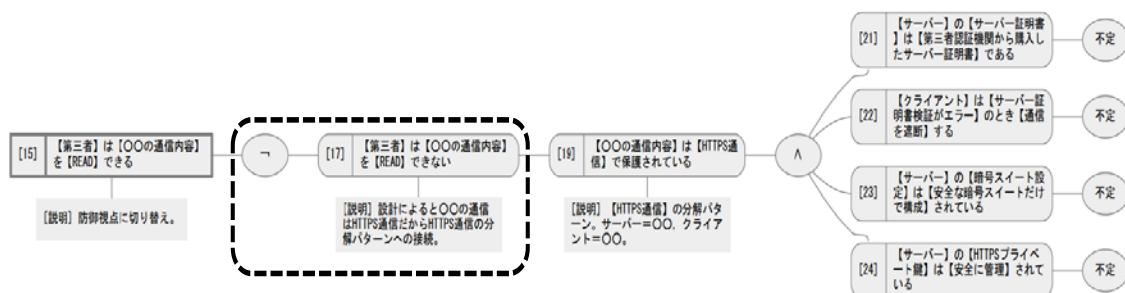 [15]
【第三者】は【〇〇の通信内容】
を【READ】できる
[説明] 防御視点に切り替え。
¬
[17]
【第三者】は【〇〇の通信内容】
を【READ】できない
[説明] 設計によると〇〇の通信
はHTTPS通信だからHTTPS通信の分
解パターンへの接続。
[19]
【〇〇の通信内容】は【HTTPS通
信】で保護されている
[説明] 【HTTPS通信】の分解パタ
ーン。サーバー=〇〇, クライア
ント=〇〇。
∧
[21]
【サーバー】の【サーバー証明書
】は【第三者認証機関から購入し
たサーバー証明書】である
不定
[22]
【クライアント】は【サーバー証
明書検証がエラー】のとき【通信
を遮断】する
不定
[23]
【サーバー】の【暗号スイート設
定】は【安全な暗号スイートだけ
で構成】されている
不定
[24]
【サーバー】の【HTTPSプライベ
ート鍵】は【安全に管理】されて
いる
不定